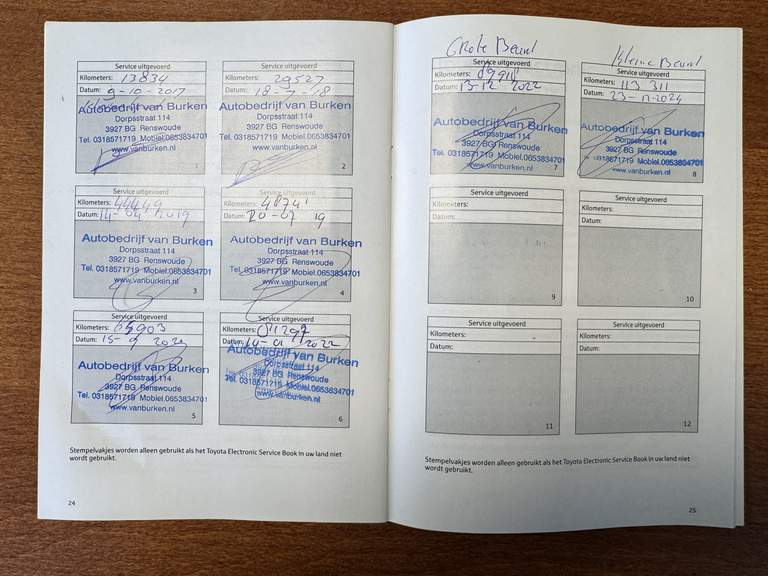 Service uitgevoerd
Kilometers: 13834
Datum: 9-10-2017
Autobedrijf van Burken
Dorpsstraat 114
3927 BG Renswoude
Tel. 0318571719 Mobiel.0653834701
www.vanburken.nl
Service uitgevoerd
Kilometers: 29527
Datum: 18-7-18
Autobedrijf van Burken
Dorpsstraat 114
3927 BG Renswoude
Tel. 0318571719 Mobiel.0653834701
www.vanburken.nl
2
Service uitgevoerd
Kilometers: 44449
Datum: 14-04 2019
Autobedrijf van Burken
Dorpsstraat 114
3927 BG Renswoude
Tel. 0318571719 Mobiel.0653834701
www.vanburken.nl
3
Service uitgevoerd
Kilometers: 48741
Datum: 20-07 19
Autobedrijf van Burken
Dorpsstraat 114
3927 BG Renswoude
Tel. 0318571719 Mobiel.0653834701
www.vanburken.nl
4
Service uitgevoerd
Kilometers:
Datum:
Autobedrijf van Burken
Dorpsstraat 114
3927 BG Renswoude
Tel. 0318571719 Mobiel.0653834701
www.vanburken.nl
5
Service uitgevoerd
Kilometers:
Datum: 2022
Autobedrijf van Burken
Dorpsstraat 114
3927 BG Renswoude
Tel. 0318571719 Mobiel.0653834701
www.vanburken.nl
6
Stempelvakjes worden alleen gebruikt als het Toyota Electronic Service Book in uw land niet
wordt gebruikt.
24
Grote Beurt
Service uitgevoerd
Kilometers:
Datum: 13-12 2022
Autobedrijf van Burken
Dorpsstraat 114
3927 BG Renswoude
Tel. 0318571719 Mobiel.0653834701
www.vanburken.nl
7
Kleine Beurt
Service uitgevoerd
Kilometers: 113 311
Datum:
Autobedrijf van Burken
Dorpsstraat 114
3927 BG Renswoude
Tel. 0318571719 Mobiel.0653834701
www.vanburken.nl
8
Service uitgevoerd
Kilometers:
Datum:
9
Service uitgevoerd
Kilometers:
Datum:
10
Service uitgevoerd
Kilometers:
Datum:
11
Service uitgevoerd
Kilometers:
Datum:
12
Stempelvakjes worden alleen gebruikt als het Toyota Electronic Service Book in uw land niet
wordt gebruikt.
25